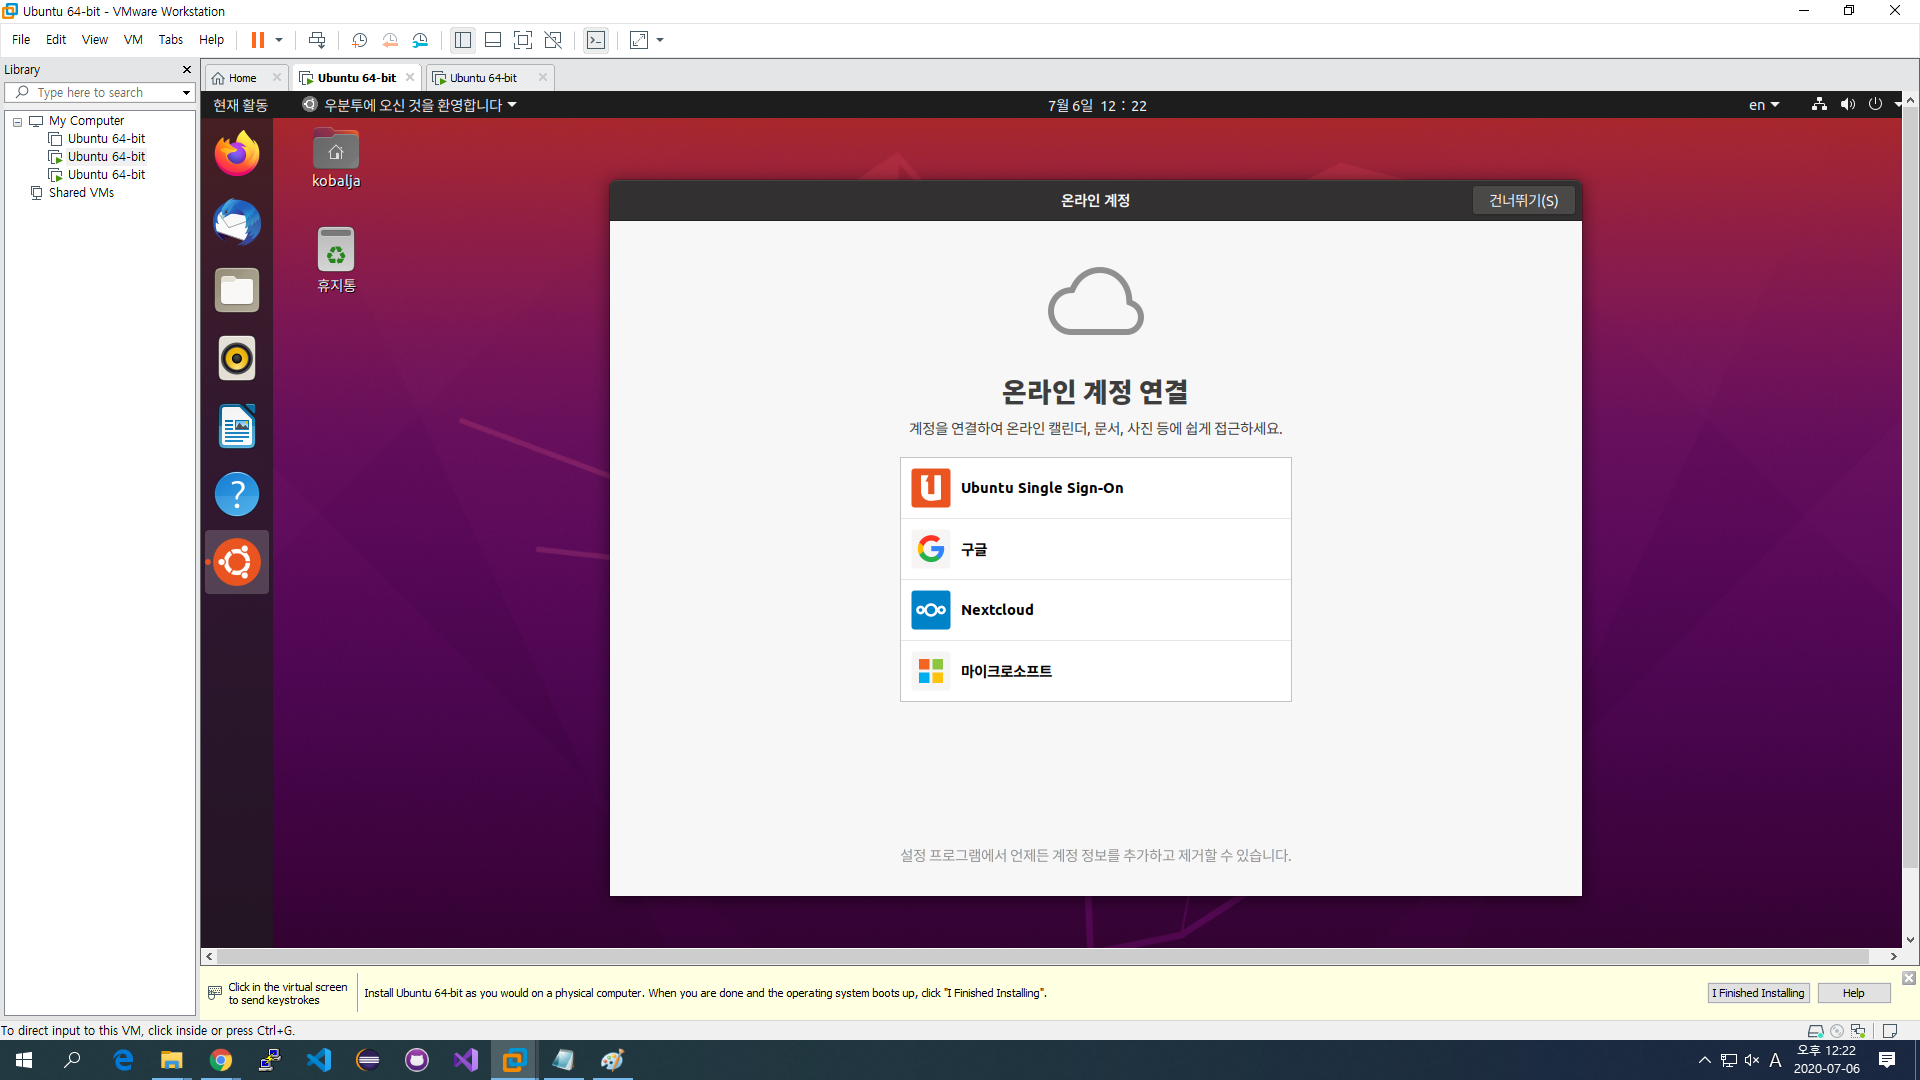 Ubuntu 64-bit - VMware Workstation
File Edit View VM Tabs Help
Library
Type here to search
My Computer
Ubuntu 64-bit
Ubuntu 64-bit
Ubuntu 64-bit
Shared VMs
Home
Ubuntu 64-bit
Ubuntu 64-bit
현재 활동
우분투에 오신 것을 환영합니다
7월 6일 12 : 22
en
kobalja
휴지통
온라인 계정
건너뛰기(S)
온라인 계정 연결
계정을 연결하여 온라인 캘린더, 문서, 사진 등에 쉽게 접근하세요.
Ubuntu Single Sign-On
구글
Nextcloud
마이크로소프트
설정 프로그램에서 언제든 계정 정보를 추가하고 제거할 수 있습니다.
Click in the virtual screen
to send keystrokes
Install Ubuntu 64-bit as you would on a physical computer. When you are done and the operating system boots up, click "I Finished Installing".
I Finished Installing
Help
To direct input to this VM, click inside or press Ctrl+G.
A
오후 12:22
2020-07-06